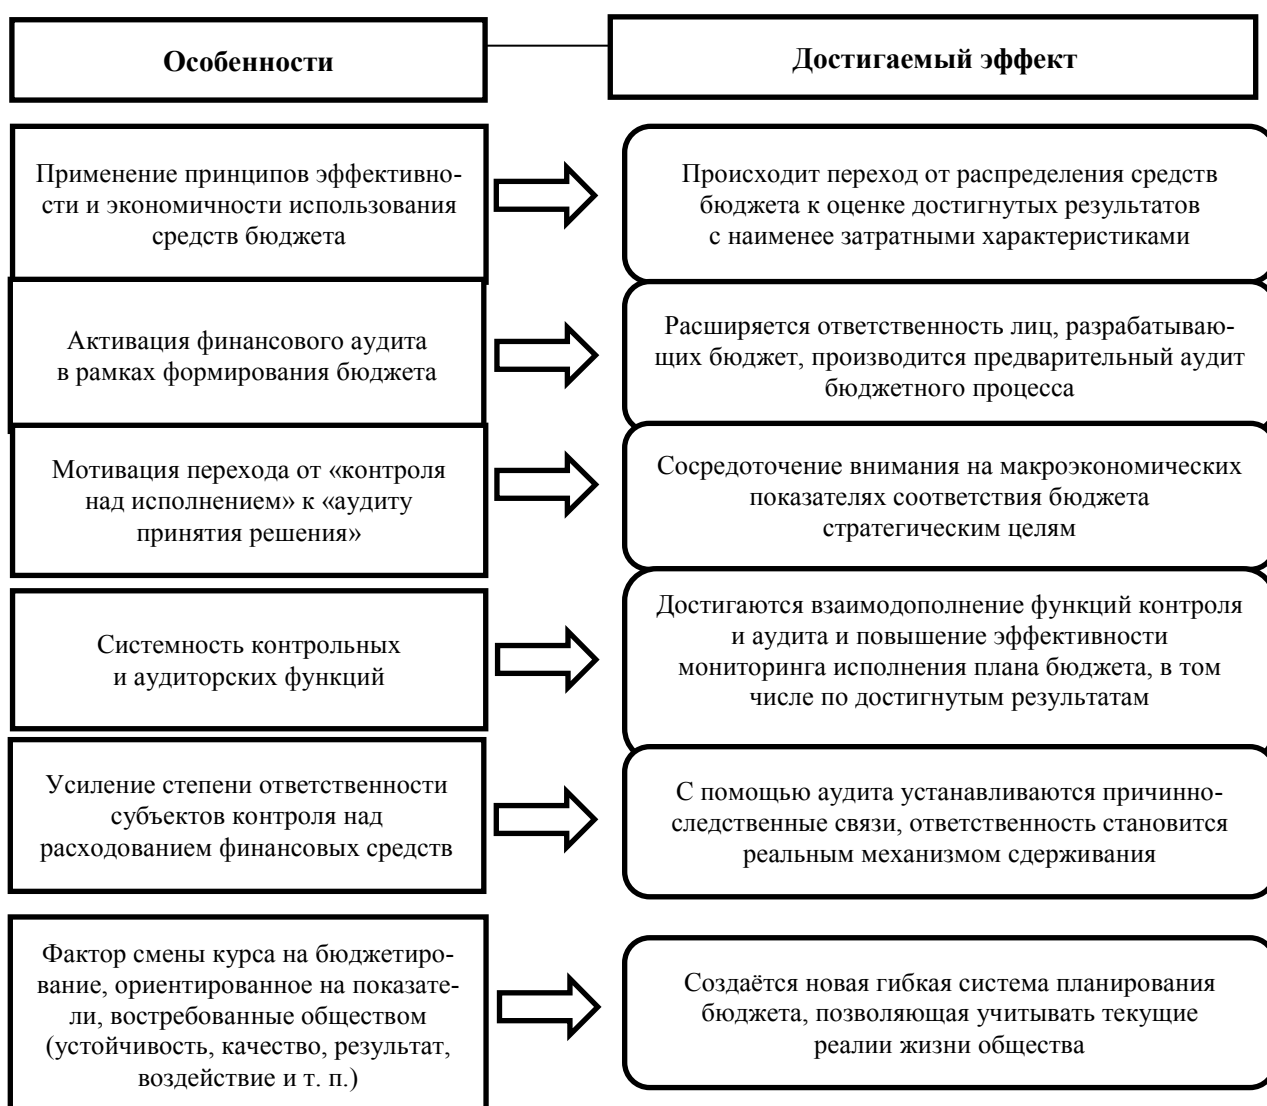 Особенности
Достигаемый эффект
Применение принципов эффективно-
сти и экономичности использования
средств бюджета
Происходит переход от распределения средств
бюджета к оценке достигнутых результатов
с наименее затратными характеристиками
Активация финансового аудита
в рамках формирования бюджета
Расширяется ответственность лиц, разрабатываю-
щих бюджет, производится предварительный аудит
бюджетного процесса
Мотивация перехода от «контроля
над исполнением» к «аудиту
принятия решения»
Сосредоточение внимания на макроэкономических
показателях соответствия бюджета
стратегическим целям
Системность контрольных
и аудиторских функций
Достигаются взаимодополнение функций контроля
и аудита и повышение эффективности
мониторинга исполнения плана бюджета, в том
числе по достигнутым результатам
Усиление степени ответственности
субъектов контроля над
расходованием финансовых средств
С помощью аудита устанавливаются причинно-
следственные связи, ответственность становится
реальным механизмом сдерживания
Фактор смены курса на бюджетиро-
вание, ориентированное на показате-
ли, востребованные обществом
(устойчивость, качество, результат,
воздействие и т. п.)
Создаётся новая гибкая система планирования
бюджета, позволяющая учитывать текущие
реалии жизни общества